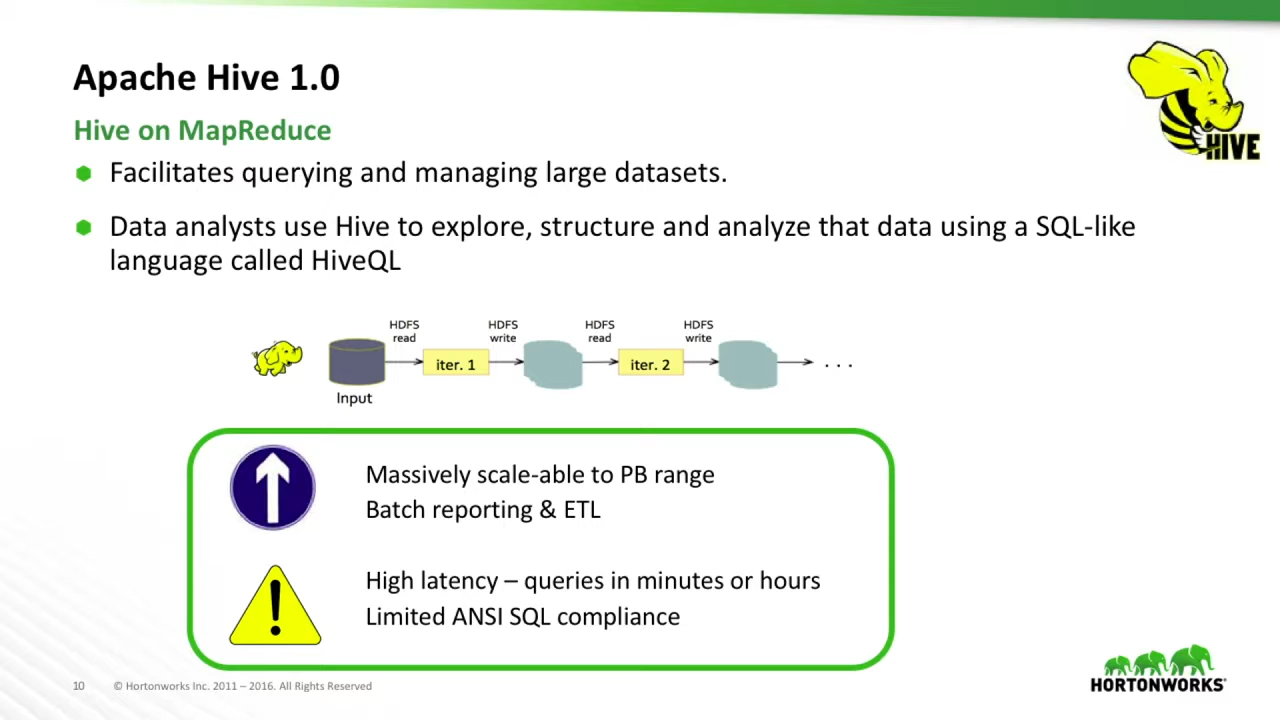 Apache Hive 1.0
HIVE
Hive on MapReduce
Facilitates querying and managing large datasets.
Data analysts use Hive to explore, structure and analyze that data using a SQL-like
language called HiveQL
HDFS
read
HDFS
write
HDFS
read
HDFS
write
iter. 1
iter. 2
. . .
Input
Massively scale-able to PB range
Batch reporting & ETL
High latency – queries in minutes or hours
Limited ANSI SQL compliance
10
© Hortonworks Inc. 2011 – 2016. All Rights Reserved
HORTONWORKS